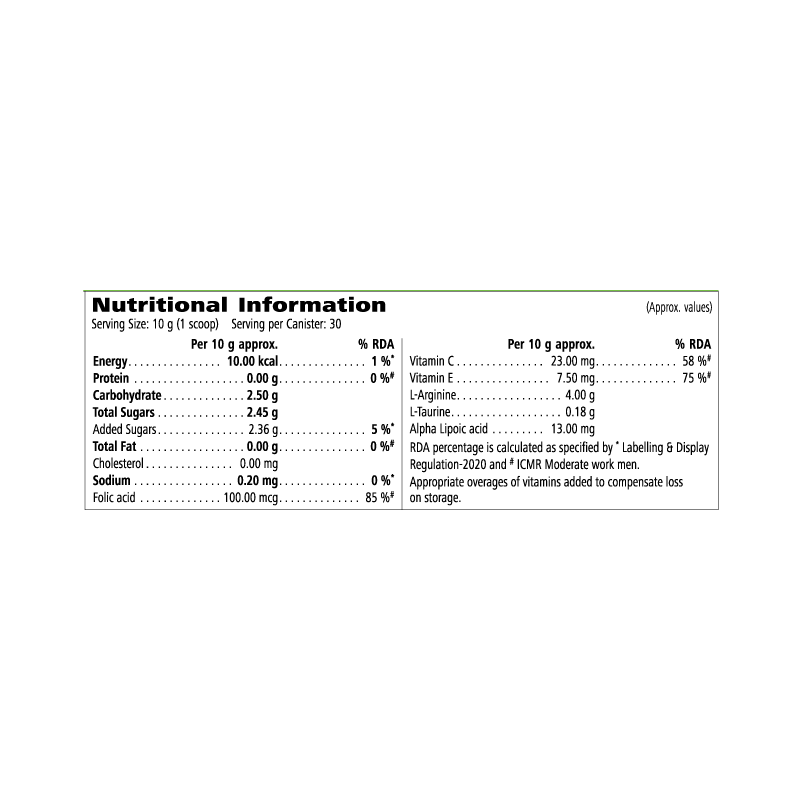 Nutritional Information
(Approx. values)
Serving Size: 10 g (1 scoop) Serving per Canister: 30
Per 10 g approx. % RDA
Energy. . . . . . . . . . . . . . . . 10.00 kcal. . . . . . . . . . . . . . 1 %*
Protein . . . . . . . . . . . . . . . . . . . 0.00 g. . . . . . . . . . . . . . 0 %#
Carbohydrate. . . . . . . . . . . . . . 2.50 g
Total Sugars . . . . . . . . . . . . . . . 2.45 g
Added Sugars. . . . . . . . . . . . . . . 2.36 g. . . . . . . . . . . . . . 5 %*
Total Fat . . . . . . . . . . . . . . . . . . 0.00 g. . . . . . . . . . . . . . 0 %#
Cholesterol. . . . . . . . . . . . . . 0.00 mg
Sodium . . . . . . . . . . . . . . . . . 0.20 mg. . . . . . . . . . . . . . 0 %*
Folic acid . . . . . . . . . . . . . 100.00 mcg. . . . . . . . . . . . . 85 %#
Per 10 g approx. % RDA
Vitamin C . . . . . . . . . . . . . . . 23.00 mg. . . . . . . . . . . . . 58 %#
Vitamin E . . . . . . . . . . . . . . . . 7.50 mg. . . . . . . . . . . . . 75 %#
L-Arginine. . . . . . . . . . . . . . . . . . 4.00 g
L-Taurine. . . . . . . . . . . . . . . . . . . 0.18 g
Alpha Lipoic acid . . . . . . . . . 13.00 mg
RDA percentage is calculated as specified by * Labelling & Display
Regulation-2020 and # ICMR Moderate work men.
Appropriate overages of vitamins added to compensate loss
on storage.